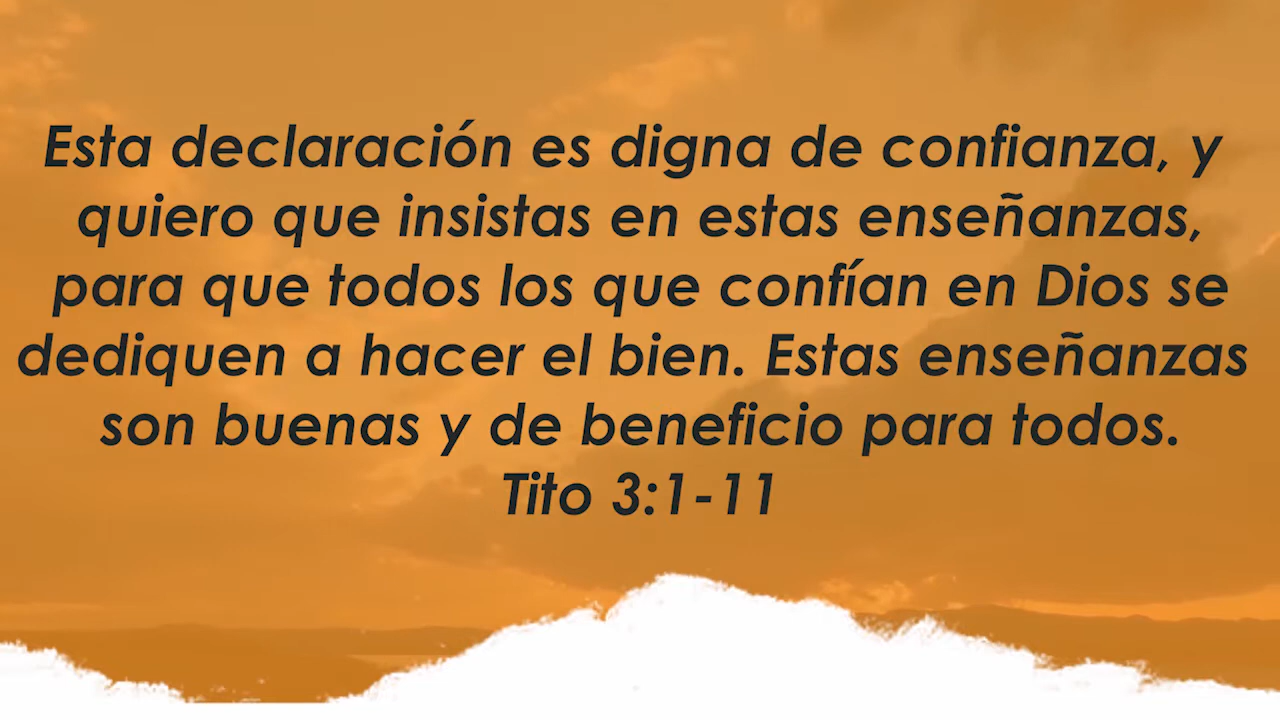 Esta declaración es digna de confianza, y
quiero que insistas en estas enseñanzas,
para que todos los que confían en Dios se
dediquen a hacer el bien. Estas enseñanzas
son buenas y de beneficio para todos.
Tito 3:1-11